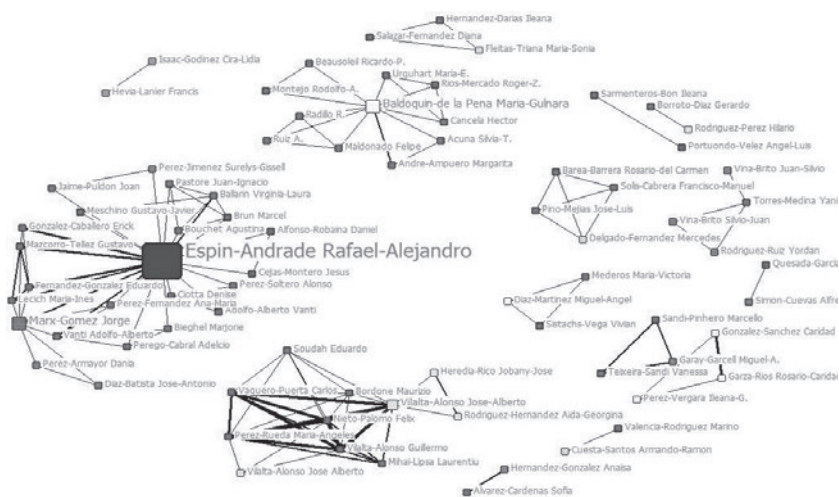 Hernandez-Darias Ileana
Salazar-Fernandez Diana
Fleitas-Triana Maria-Sonia
Isaac-Godinez Cira-Lidia
Hevia-Lanier Francis
Beausoleil Ricardo-P.
Urquhart Maria-E.
Rios-Mercado Roger-Z.
Montejo Rodolfo-A.
Baldoquin-de la Pena Maria-Gulnara
Radillo R.
Cancela Hector
Ruiz A.
Maldonado Felipe
Acuna Silvia-T.
Andre-Ampuero Margarita
Sarmenteros-Bon Ileana
Borroto-Diaz Gerardo
Rodriguez-Perez Hilario
Portuondo-Velez Angel-Luis
Perez-Jimenez Surelys-Gissell
Pastore Juan-Ignacio
Jaime-Puldon Joan
Ballarin Virginia-Laura
Meschino Gustavo-Javier
Brun Marcel
Gonzalez-Caballero Erick
Bouchet Agustina
Alfonso-Robaina Daniel
Mazcorro-Tellez Gustavo
Espin-Andrade Rafael-Alejandro
Cejas-Montero Jesus
Fernandez-Gonzalez Eduardo
Perez-Soltero Alonso
Lecich Maria-Ines
Ciotta Denise
Perez-Fernandez Ana-Maria
Adolfo-Alberto Vanti
Marx-Gomez Jorge
Bieghel Marjorie
Vanti Adolfo-Alberto
Perego-Cabral Adelcio
Perez-Armayor Dania
Diaz-Batista Jose-Antonio
Barea-Barrera Rosario-del Carmen
Solis-Cabrera Francisco-Manuel
Pino-Mejias Jose-Luis
Delgado-Fernandez Mercedes
Vina-Brito Juan-Silvio
Torres-Medina Yani
Vina-Brito Silvio-Juan
Rodriguez-Ruiz Yordan
Quesada-Garcia
Simon-Cuevas Alfre
Mederos Maria-Victoria
Diaz-Martinez Miguel-Angel
Sistachs-Vega Vivian
Sandi-Pinheiro Marcello
Gonzalez-Sanchez Caridad
Garay-Garcell Miguel-A.
Teixeira-Sandi Vanessa
Garza-Rios Rosario-Caridad
Perez-Vergara Ileana-G.
Soudah Eduardo
Vaquero-Puerta Carlos
Bordone Maurizio
Heredia-Rico Jobany-Jose
Vilalta-Alonso Jose-Alberto
Nieto-Palomo Felix
Rodriguez-Hernandez Aida-Georgina
Perez-Rueda Maria-Angeles
Vilalta-Alonso Guillermo
Vilalta-Alonso Jose Alberto
Mihai-Lipsa Laurentiu
Valencia-Rodriguez Marino
Cuesta-Santos Armando-Ramon
Hernandez-Gonzalez Anaisa
Alvarez-Cardenas Sofia